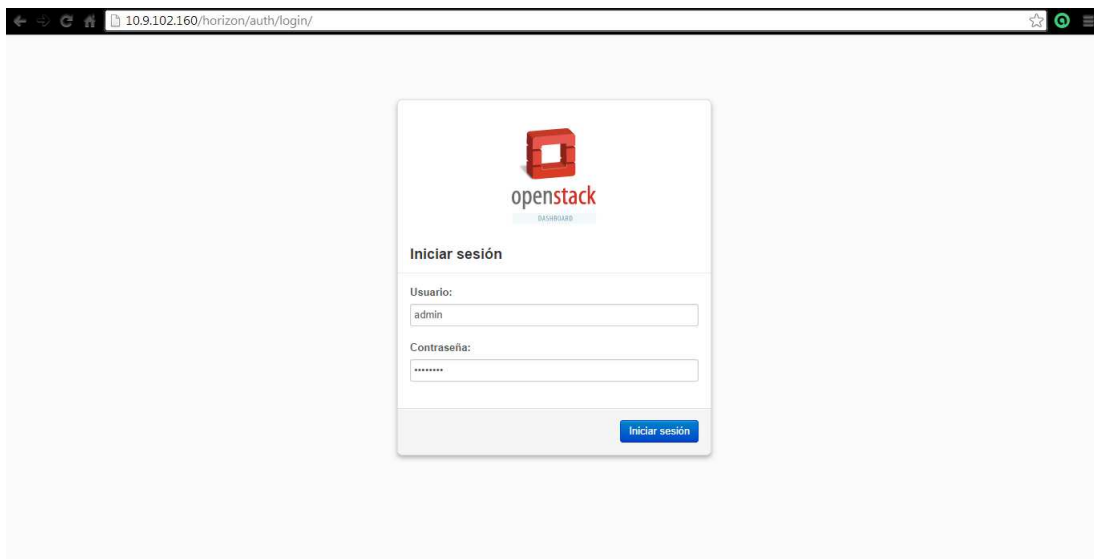 10.9.102.160/horizon/auth/login/
openstack
DASHBOARD
Iniciar sesión
Usuario:
admin
Contraseña:
••••••••
Iniciar sesión